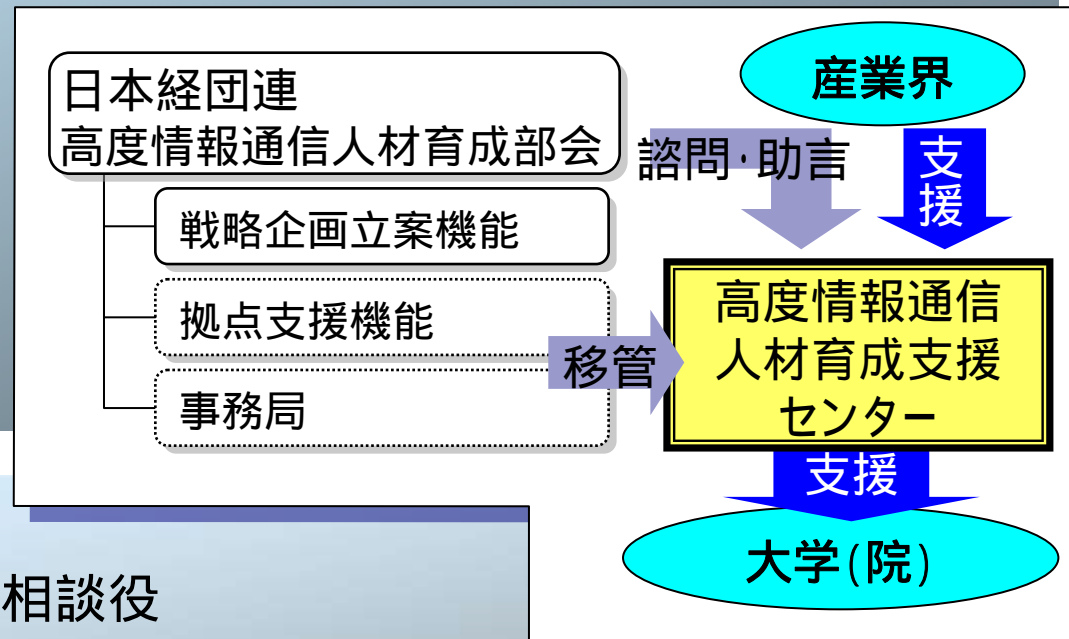 日本経団連
高度情報通信人材育成部会
戦略企画立案機能
拠点支援機能
事務局
産業界
諮問・助言
支援
移管
高度情報通信
人材育成支援
センター
支援
大学(院)
相談役